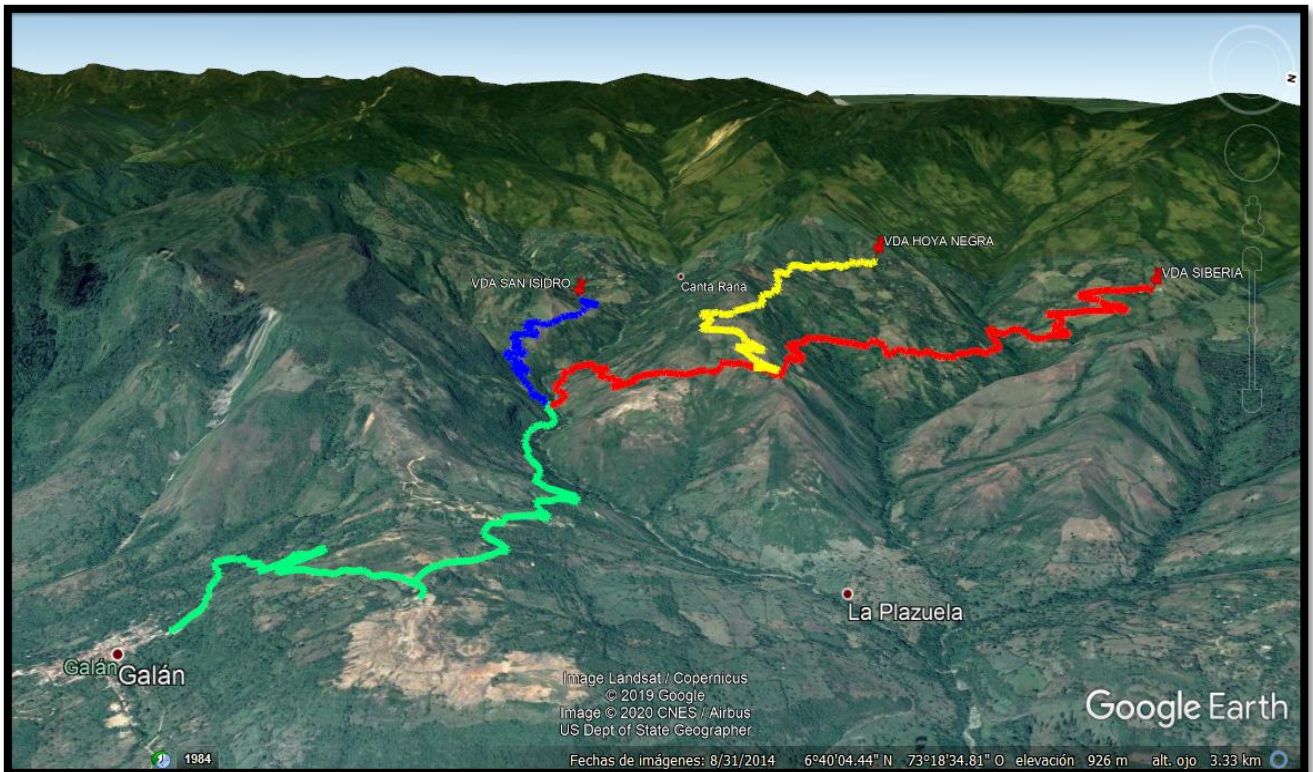 N
VDA HOYA NEGRA
VDA SAN ISIDRO
Canta Rana
VDA SIBERIA
La Plazuela
Galán
Galán
Image Landsat / Copernicus
© 2019 Google
Image © 2020 CNES / Airbus
US Dept of State Geographer
Google Earth
1984
Fechas de imágenes: 8/31/2014 6°40'04.44" N 73°18'34.81" O elevación 926 m alt. ojo 3.33 km